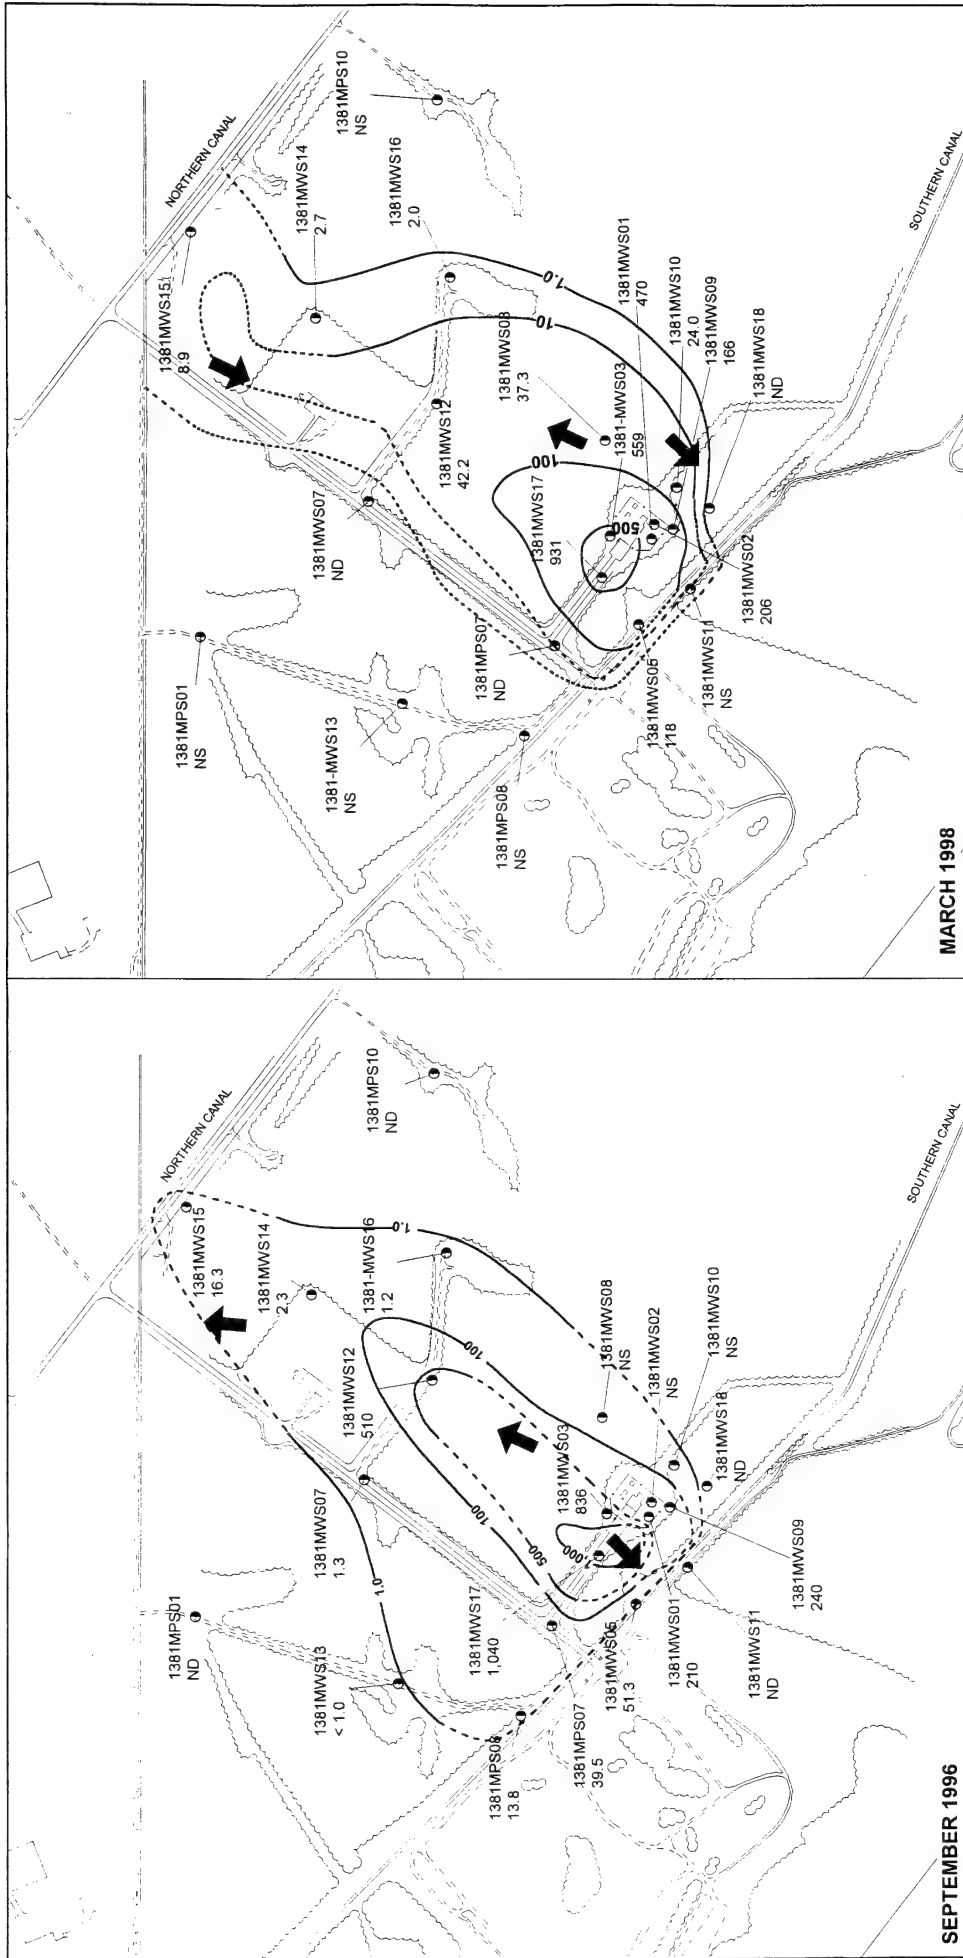 SEPTEMBER 1996
NORTHERN CANAL
SOUTHERN CANAL
1381MPS01
ND
1381MWS13
< 1.0
1381MPS08
13.8
1381MPS07
39.5
1381MWS05
51.3
1381MWS01
210
1381MWS11
ND
1381MWS09
240
1381MWS17
1,040
1381MWS07
1.3
1381MWS12
510
1381MWS03
836
1381MWS15
16.3
1381MWS14
2.3
1381-MWS16
1.2
1381MWS08
NS
1381MWS02
NS
1381MWS10
NS
1381MWS18
ND
1381MPS10
ND
1.0
1.0
100
100
500
MARCH 1998
NORTHERN CANAL
SOUTHERN CANAL
1381MPS01
NS
1381-MWS13
NS
1381MPS08
NS
1381MPS07
ND
1381MWS05
118
1381MWS11
NS
1381MWS02
206
1381MWS17
931
1381MWS07
ND
1381MWS12
42.2
1381MWS08
37.3
1381-MWS03
559
1381MWS15
8.9
1381MWS14
2.7
1381MWS16
2.0
1381MWS01
470
1381MWS10
24.0
1381MWS09
166
1381MWS18
ND
1381MPS10
NS
1.0
10
100
500